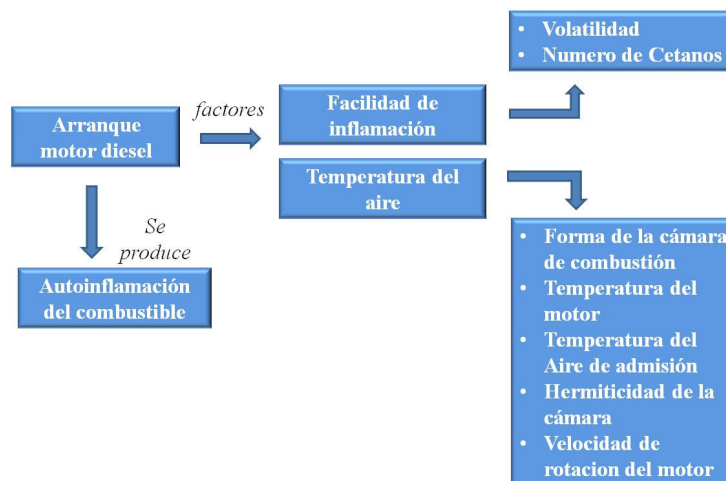 • Volatilidad
• Numero de Cetanos
factores
Facilidad de
inflamación
Arranque
motor diesel
Temperatura del
aire
Se
produce
Autoinflamación
del combustible
• Forma de la cámara
de combustión
• Temperatura del
motor
• Temperatura del
Aire de admisión
• Hermiticidad de la
cámara
• Velocidad de
rotacion del motor